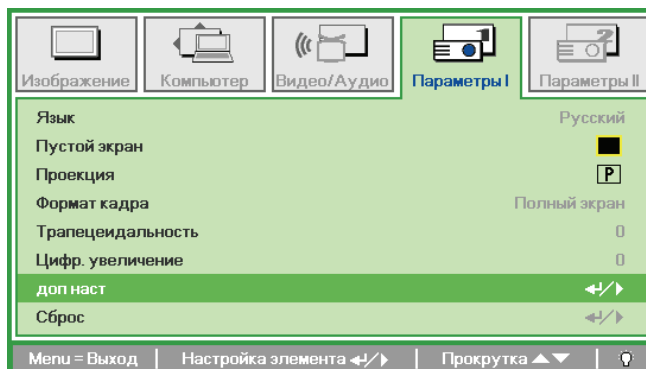 Изображение Компьютер Видео/Аудио Параметры I Параметры II
Язык Русский
Пустой экран
Проекция P
Формат кадра Полный экран
Трапецеидальность 0
Цифр. увеличение 0
доп наст
Сброс
Menu = Выход | Настройка элемента | Прокрутка